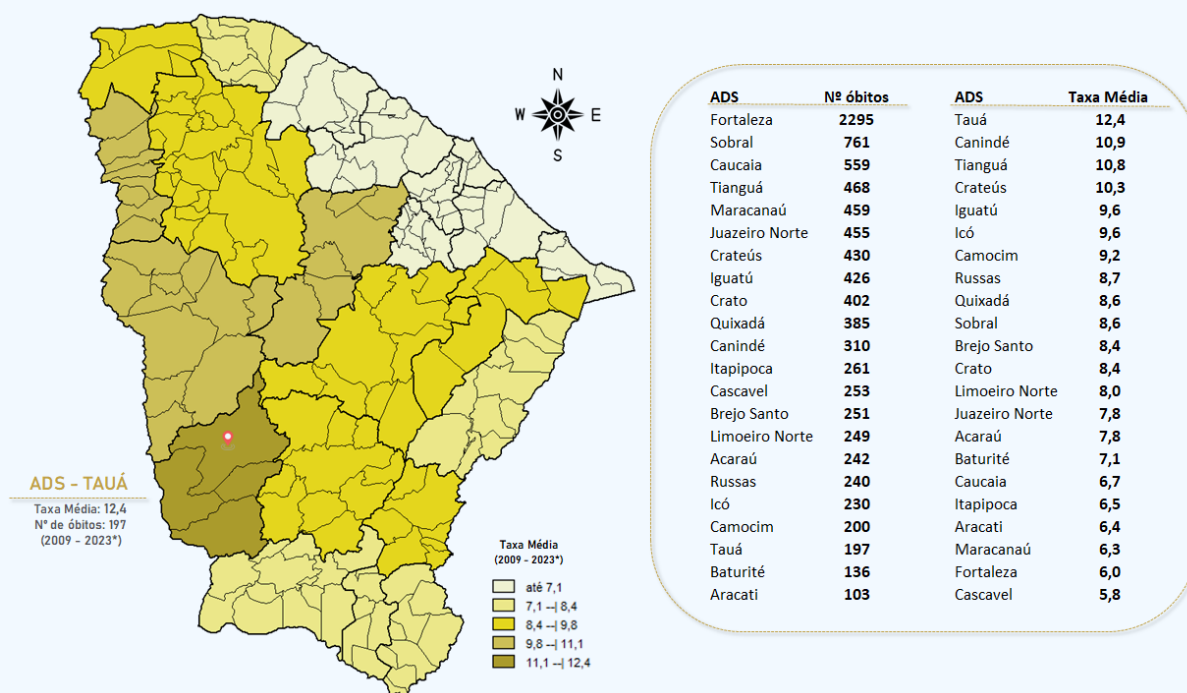 N
W E
S
ADS Nº óbitos ADS Taxa Média
Fortaleza 2295 Tauá 12,4
Sobral 761 Canindé 10,9
Caucaia 559 Tianguá 10,8
Tianguá 468 Crateús 10,3
Maracanaú 459 Iguatú 9,6
Juazeiro Norte 455 Icó 9,6
Crateús 430 Camocim 9,2
Iguatú 426 Russas 8,7
Crato 402 Quixadá 8,6
Quixadá 385 Sobral 8,6
Canindé 310 Brejo Santo 8,4
Itapipoca 261 Crato 8,4
Cascavel 253 Limoeiro Norte 8,0
Brejo Santo 251 Juazeiro Norte 7,8
Limoeiro Norte 249 Acaraú 7,8
Acaraú 242 Baturité 7,1
Russas 240 Caucaia 6,7
Icó 230 Itapipoca 6,5
Camocim 200 Aracati 6,4
Tauá 197 Maracanaú 6,3
Baturité 136 Fortaleza 6,0
Aracati 103 Cascavel 5,8
ADS - TAUÁ
Taxa Média: 12,4
Nº de óbitos: 197
(2009 - 2023*)
Taxa Média
(2009 - 2023*)
até 7,1
7,1 --| 8,4
8,4 --| 9,8
9,8 --| 11,1
11,1 --| 12,4